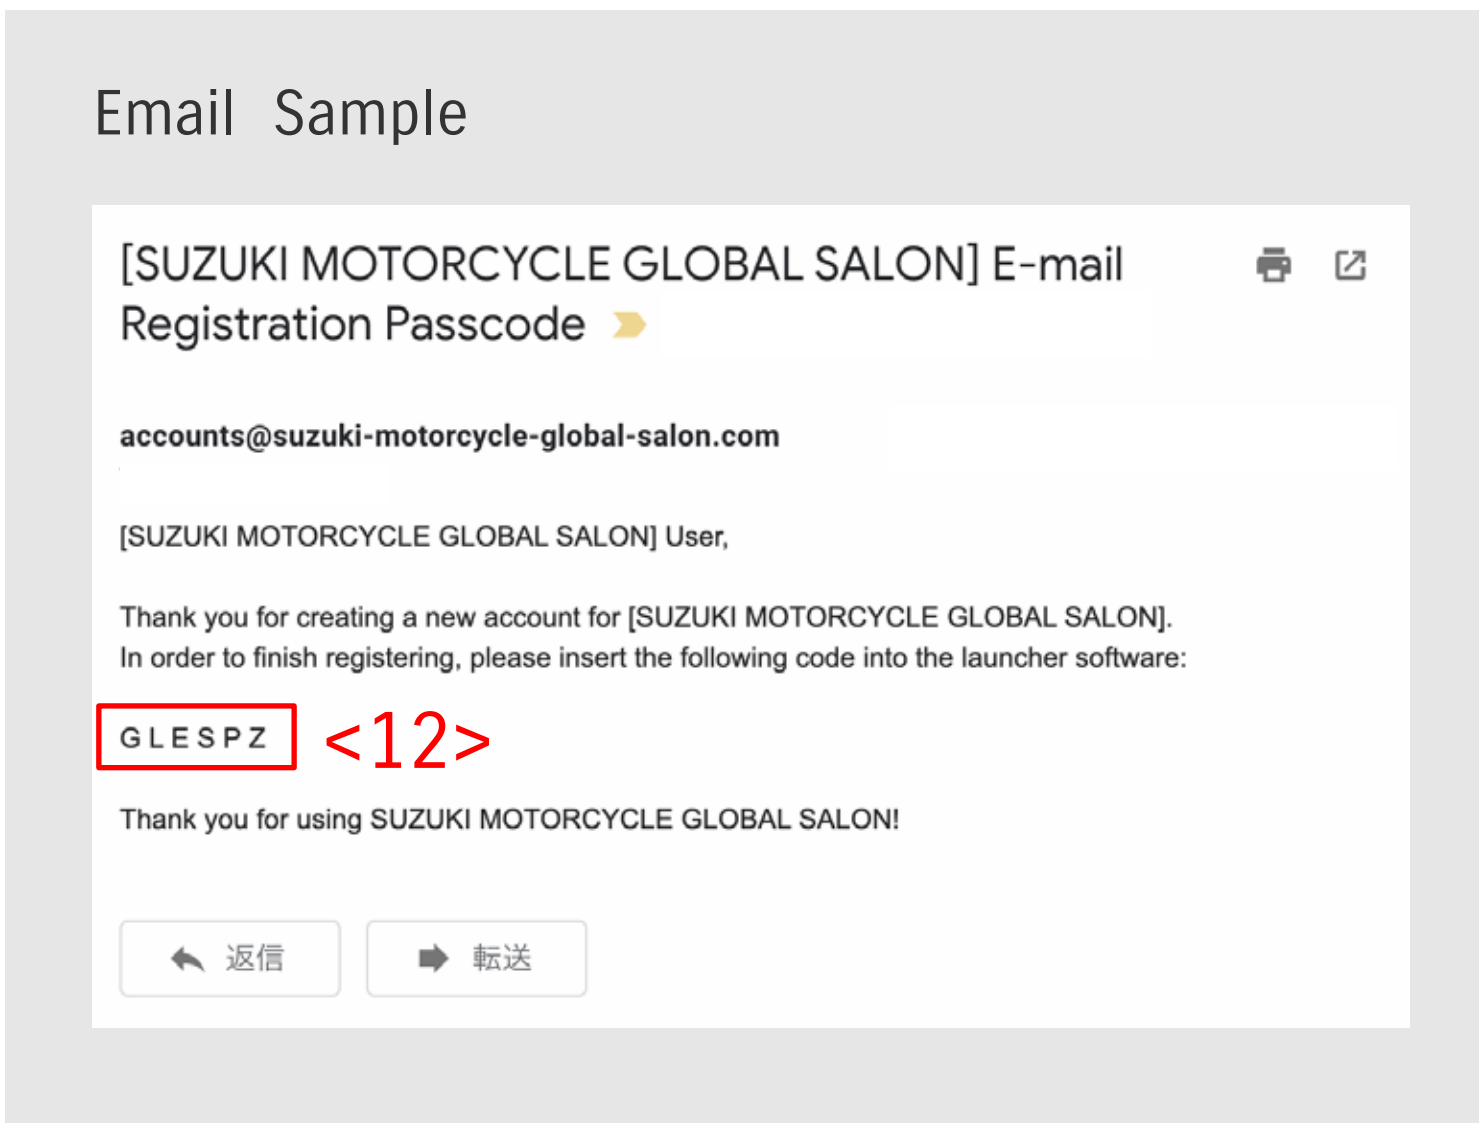 Email Sample
[SUZUKI MOTORCYCLE GLOBAL SALON] E-mail
Registration Passcode
accounts@suzuki-motorcycle-global-salon.com
[SUZUKI MOTORCYCLE GLOBAL SALON] User,
Thank you for creating a new account for [SUZUKI MOTORCYCLE GLOBAL SALON].
In order to finish registering, please insert the following code into the launcher software:
G L E S P Z <12>
Thank you for using SUZUKI MOTORCYCLE GLOBAL SALON!
返信 転送